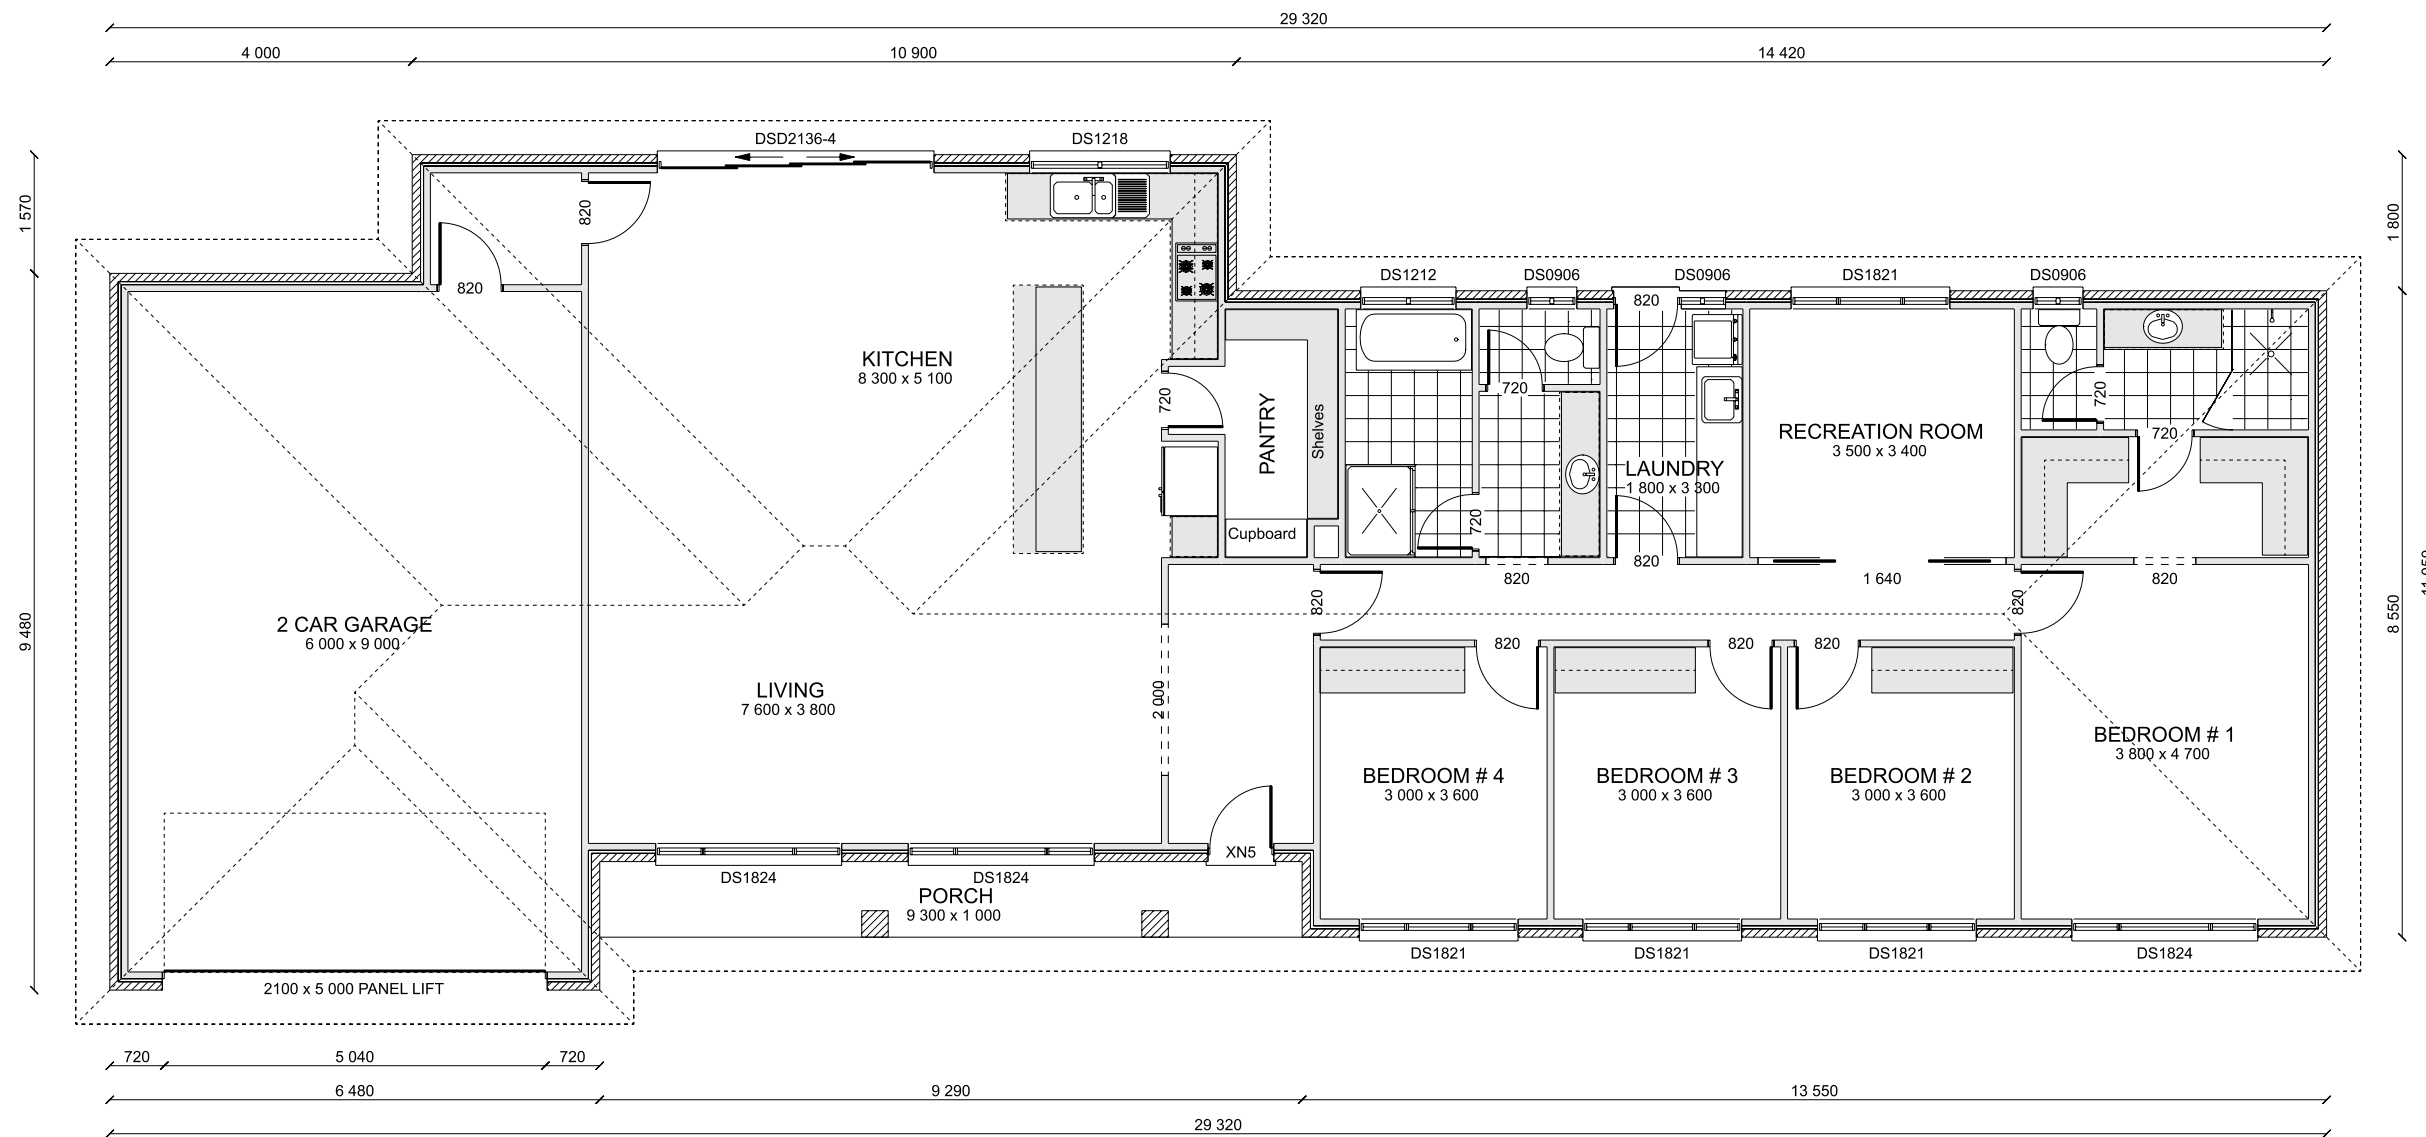 29 320
4 000
10 900
14 420
DSD2136-4
DS1218
1 570
820
1 800
DS1212
DS0906
DS0906
DS1821
DS0906
820
820
KITCHEN
8 300 x 5 100
720
720
720
720
PANTRY
Shelves
RECREATION ROOM
3 500 x 3 400
LAUNDRY
1 800 x 3 300
720
Cupboard
820
820
1 640
820
820
820
2 CAR GARAGE
6 000 x 9 000
9 480
8 550
820
820
820
LIVING
7 600 x 3 800
2 000
BEDROOM # 4
3 000 x 3 600
BEDROOM # 3
3 000 x 3 600
BEDROOM # 2
3 000 x 3 600
BEDROOM # 1
3 800 x 4 700
XN5
DS1824
DS1824
PORCH
9 300 x 1 000
DS1821
DS1821
DS1821
DS1824
2100 x 5 000 PANEL LIFT
720
5 040
720
6 480
9 290
13 550
29 320